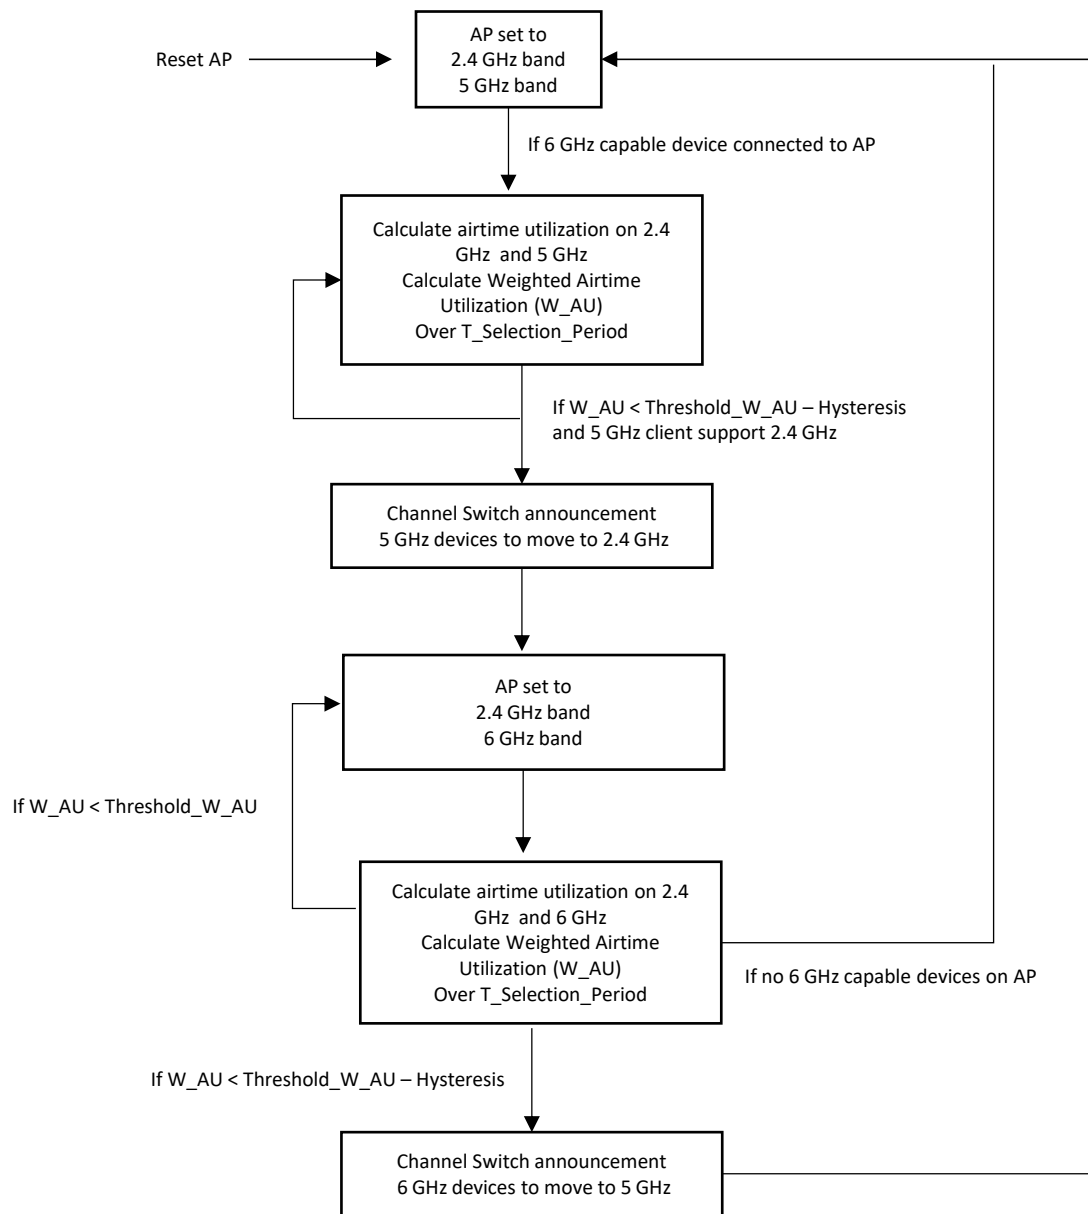 AP set to
2.4 GHz band
5 GHz band
Reset AP
If 6 GHz capable device connected to AP
Calculate airtime utilization on 2.4
GHz and 5 GHz
Calculate Weighted Airtime
Utilization (W_AU)
Over T_Selection_Period
If W_AU < Threshold_W_AU – Hysteresis
and 5 GHz client support 2.4 GHz
Channel Switch announcement
5 GHz devices to move to 2.4 GHz
AP set to
2.4 GHz band
6 GHz band
If W_AU < Threshold_W_AU
Calculate airtime utilization on 2.4
GHz and 6 GHz
Calculate Weighted Airtime
Utilization (W_AU)
Over T_Selection_Period
If no 6 GHz capable devices on AP
If W_AU < Threshold_W_AU – Hysteresis
Channel Switch announcement
6 GHz devices to move to 5 GHz